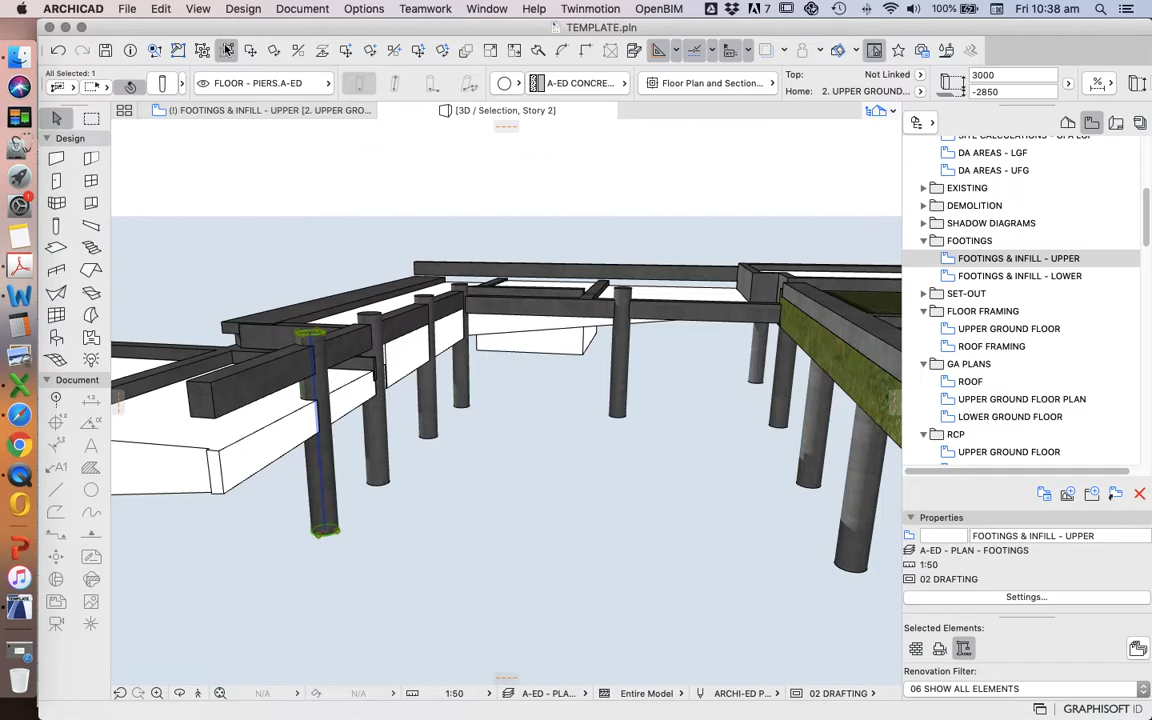 ARCHICAD File Edit View Design Document Options Teamwork Window Help Twinmotion OpenBIM 7 100% Fri 10:38 am
TEMPLATE.pln
All Selected: 1
FLOOR - PIERS.A-ED
A-ED CONCRE...
Floor Plan and Section...
Top: Not Linked
Home: 2. UPPER GROUND...
3000
-2850
(!) FOOTINGS & INFILL - UPPER [2. UPPER GRO...
[3D / Selection, Story 2]
Design
Document
DA AREAS - LGF
DA AREAS - UFG
EXISTING
DEMOLITION
SHADOW DIAGRAMS
FOOTINGS
FOOTINGS & INFILL - UPPER
FOOTINGS & INFILL - LOWER
SET-OUT
FLOOR FRAMING
UPPER GROUND FLOOR
ROOF FRAMING
GA PLANS
ROOF
UPPER GROUND FLOOR PLAN
LOWER GROUND FLOOR
RCP
UPPER GROUND FLOOR
Properties
FOOTINGS & INFILL - UPPER
A-ED - PLAN - FOOTINGS
1:50
02 DRAFTING
Settings...
Selected Elements:
Renovation Filter:
06 SHOW ALL ELEMENTS
N/A N/A 1:50 A-ED - PLA... Entire Model ARCHI-ED P... 02 DRAFTING
GRAPHISOFT ID